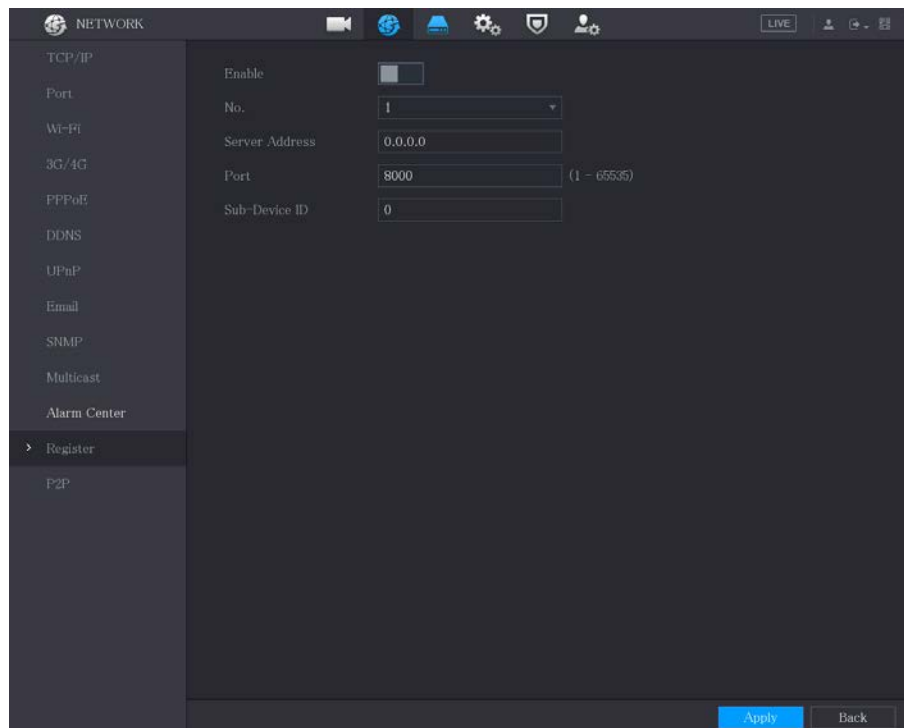 NETWORK
LIVE
TCP/IP
Port
Wi-Fi
3G/4G
PPPoE
DDNS
UPnP
Email
SNMP
Multicast
Alarm Center
Register
P2P
Enable
No. 1
Server Address 0.0.0.0
Port 8000 (1 - 65535)
Sub-Device ID 0
Apply Back